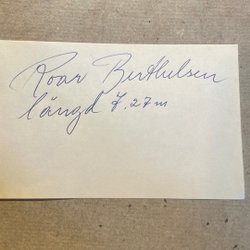 Roar Berthelsen
längd 7,27 m